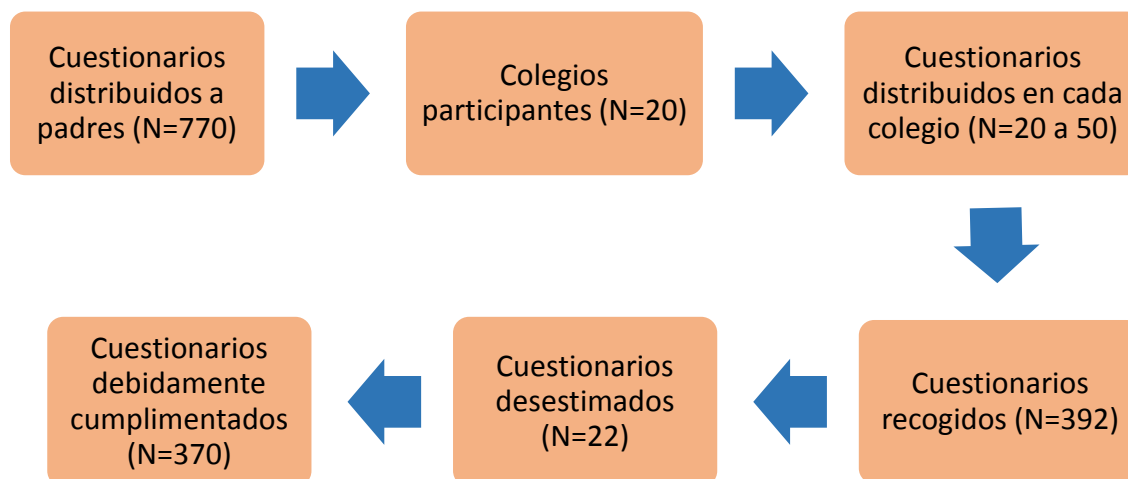 Cuestionarios
distribuidos a
padres (N=770)
Colegios
participantes (N=20)
Cuestionarios
distribuidos en cada
colegio (N=20 a 50)
Cuestionarios
recogidos (N=392)
Cuestionarios
desestimados
(N=22)
Cuestionarios
debidamente
cumplimentados
(N=370)